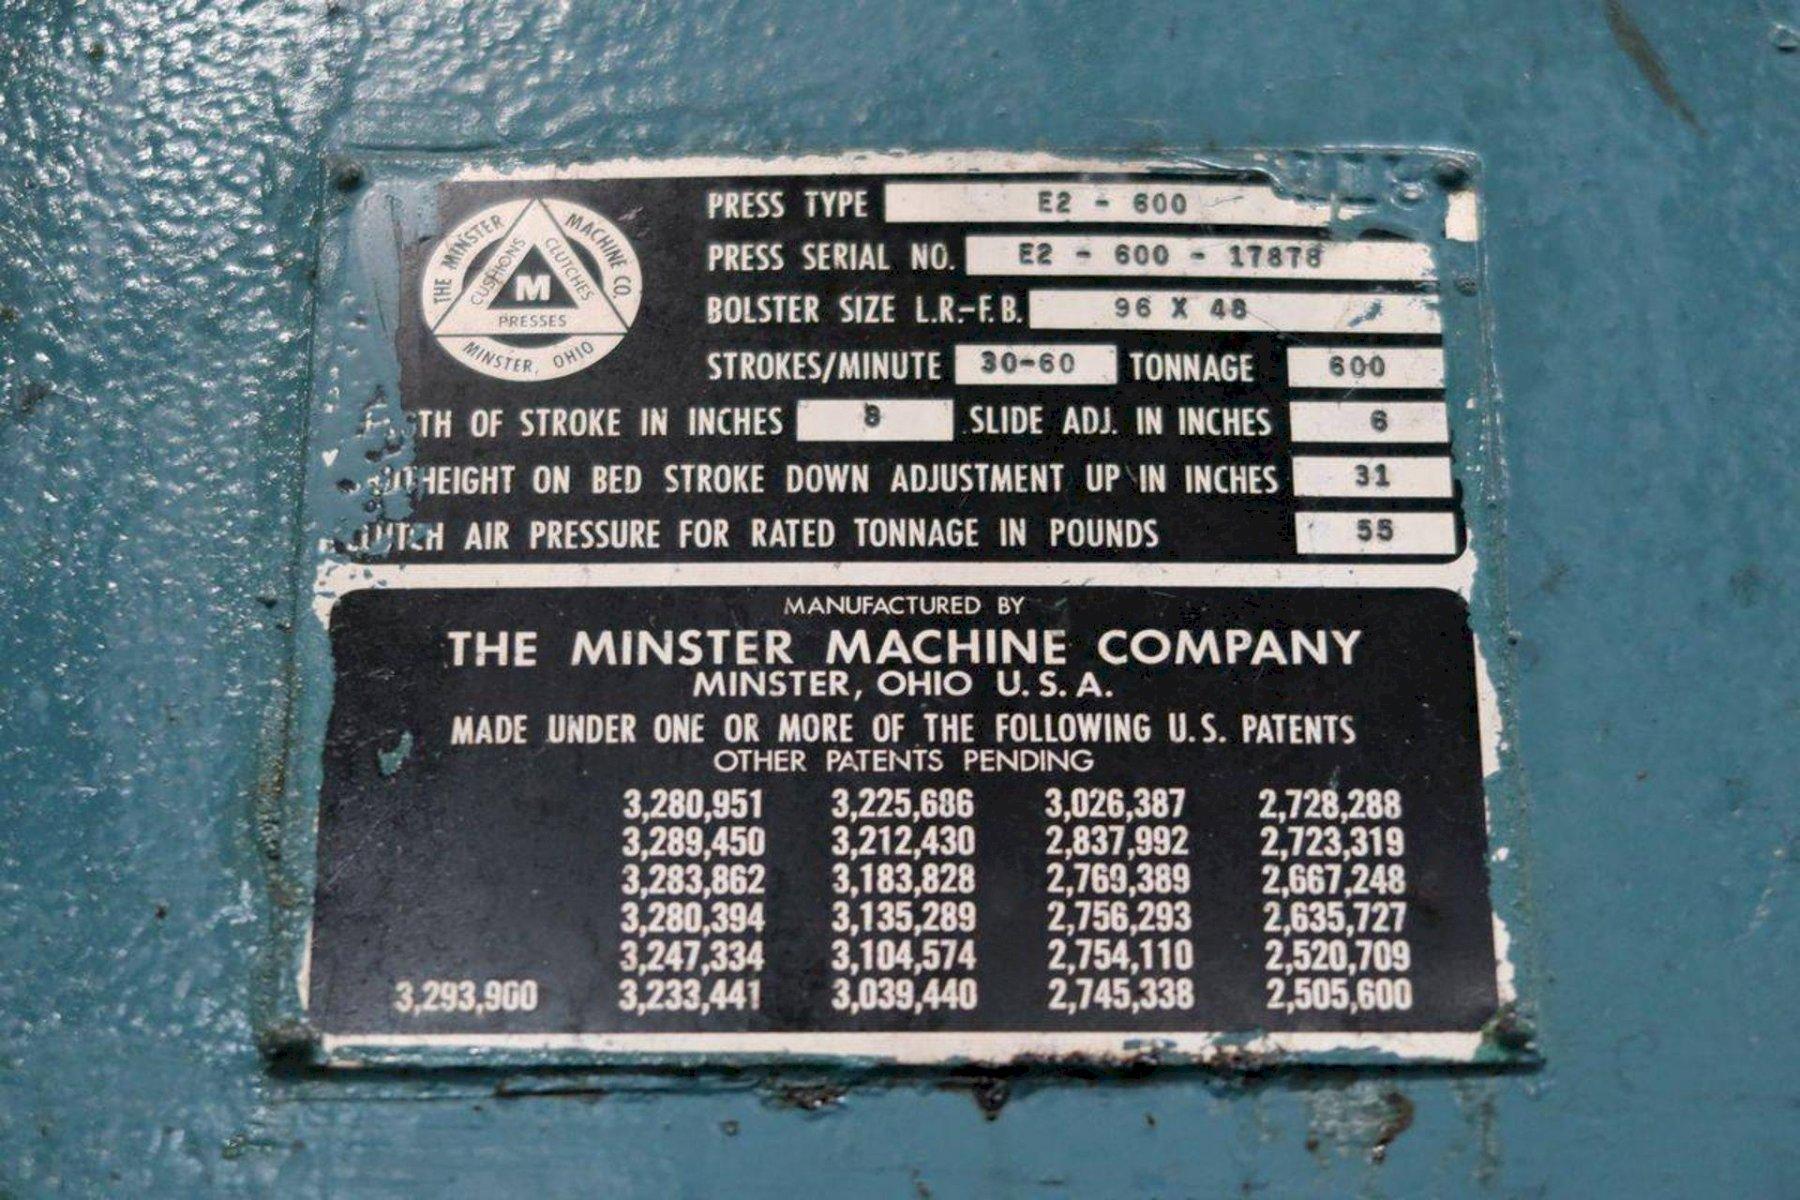 THE MINSTER MACHINE CO.
CUSHIONS CLUTCHES
M
PRESSES
MINSTER, OHIO
PRESS TYPE E2 - 600
PRESS SERIAL NO. E2 - 600 - 17878
BOLSTER SIZE L.R.-F.B. 96 X 48
STROKES/MINUTE 30-60 TONNAGE 600
OF STROKE IN INCHES 8 SLIDE ADJ. IN INCHES 6
HEIGHT ON BED STROKE DOWN ADJUSTMENT UP IN INCHES 31
CLUTCH AIR PRESSURE FOR RATED TONNAGE IN POUNDS 55
MANUFACTURED BY
THE MINSTER MACHINE COMPANY
MINSTER, OHIO U.S.A.
MADE UNDER ONE OR MORE OF THE FOLLOWING U.S. PATENTS
OTHER PATENTS PENDING
3,280,951 3,225,686 3,026,387 2,728,288
3,289,450 3,212,430 2,837,992 2,723,319
3,283,862 3,183,828 2,769,389 2,667,248
3,280,394 3,135,289 2,756,293 2,635,727
3,247,334 3,104,574 2,754,110 2,520,709
3,293,900 3,233,441 3,039,440 2,745,338 2,505,600